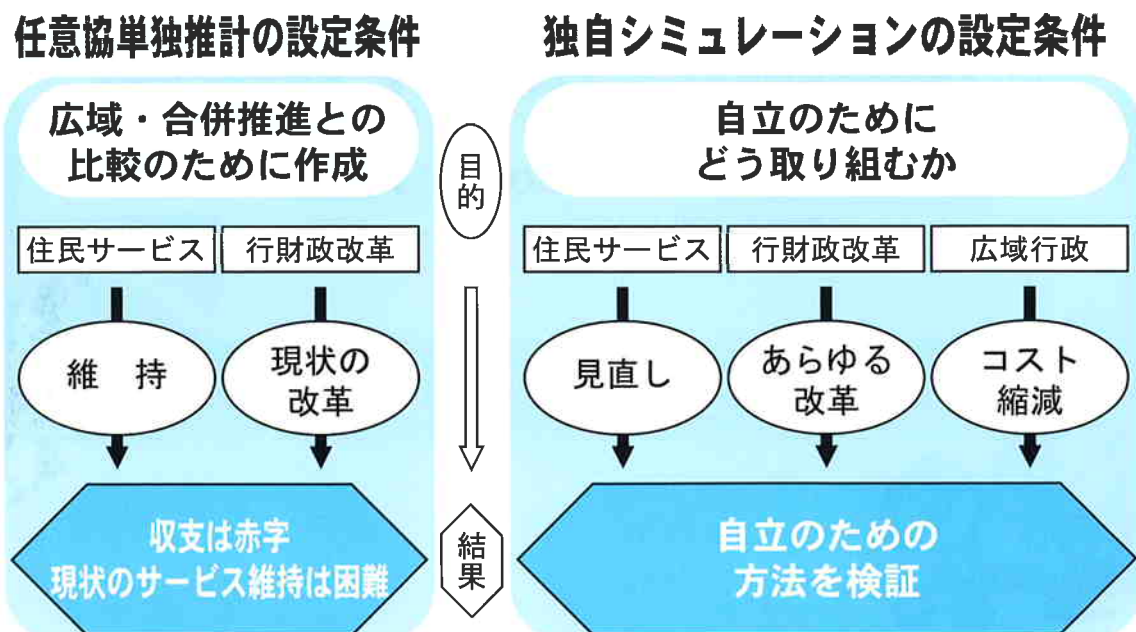 任意協単独推計の設定条件
広域・合併推進との
比較のために作成
住民サービス
行財政改革
維 持
現状の
改革
収支は赤字
現状のサービス維持は困難
目的
結果
独自シミュレーションの設定条件
自立のために
どう取り組むか
住民サービス
行財政改革
広域行政
見直し
あらゆる
改革
コスト
縮減
自立のための
方法を検証